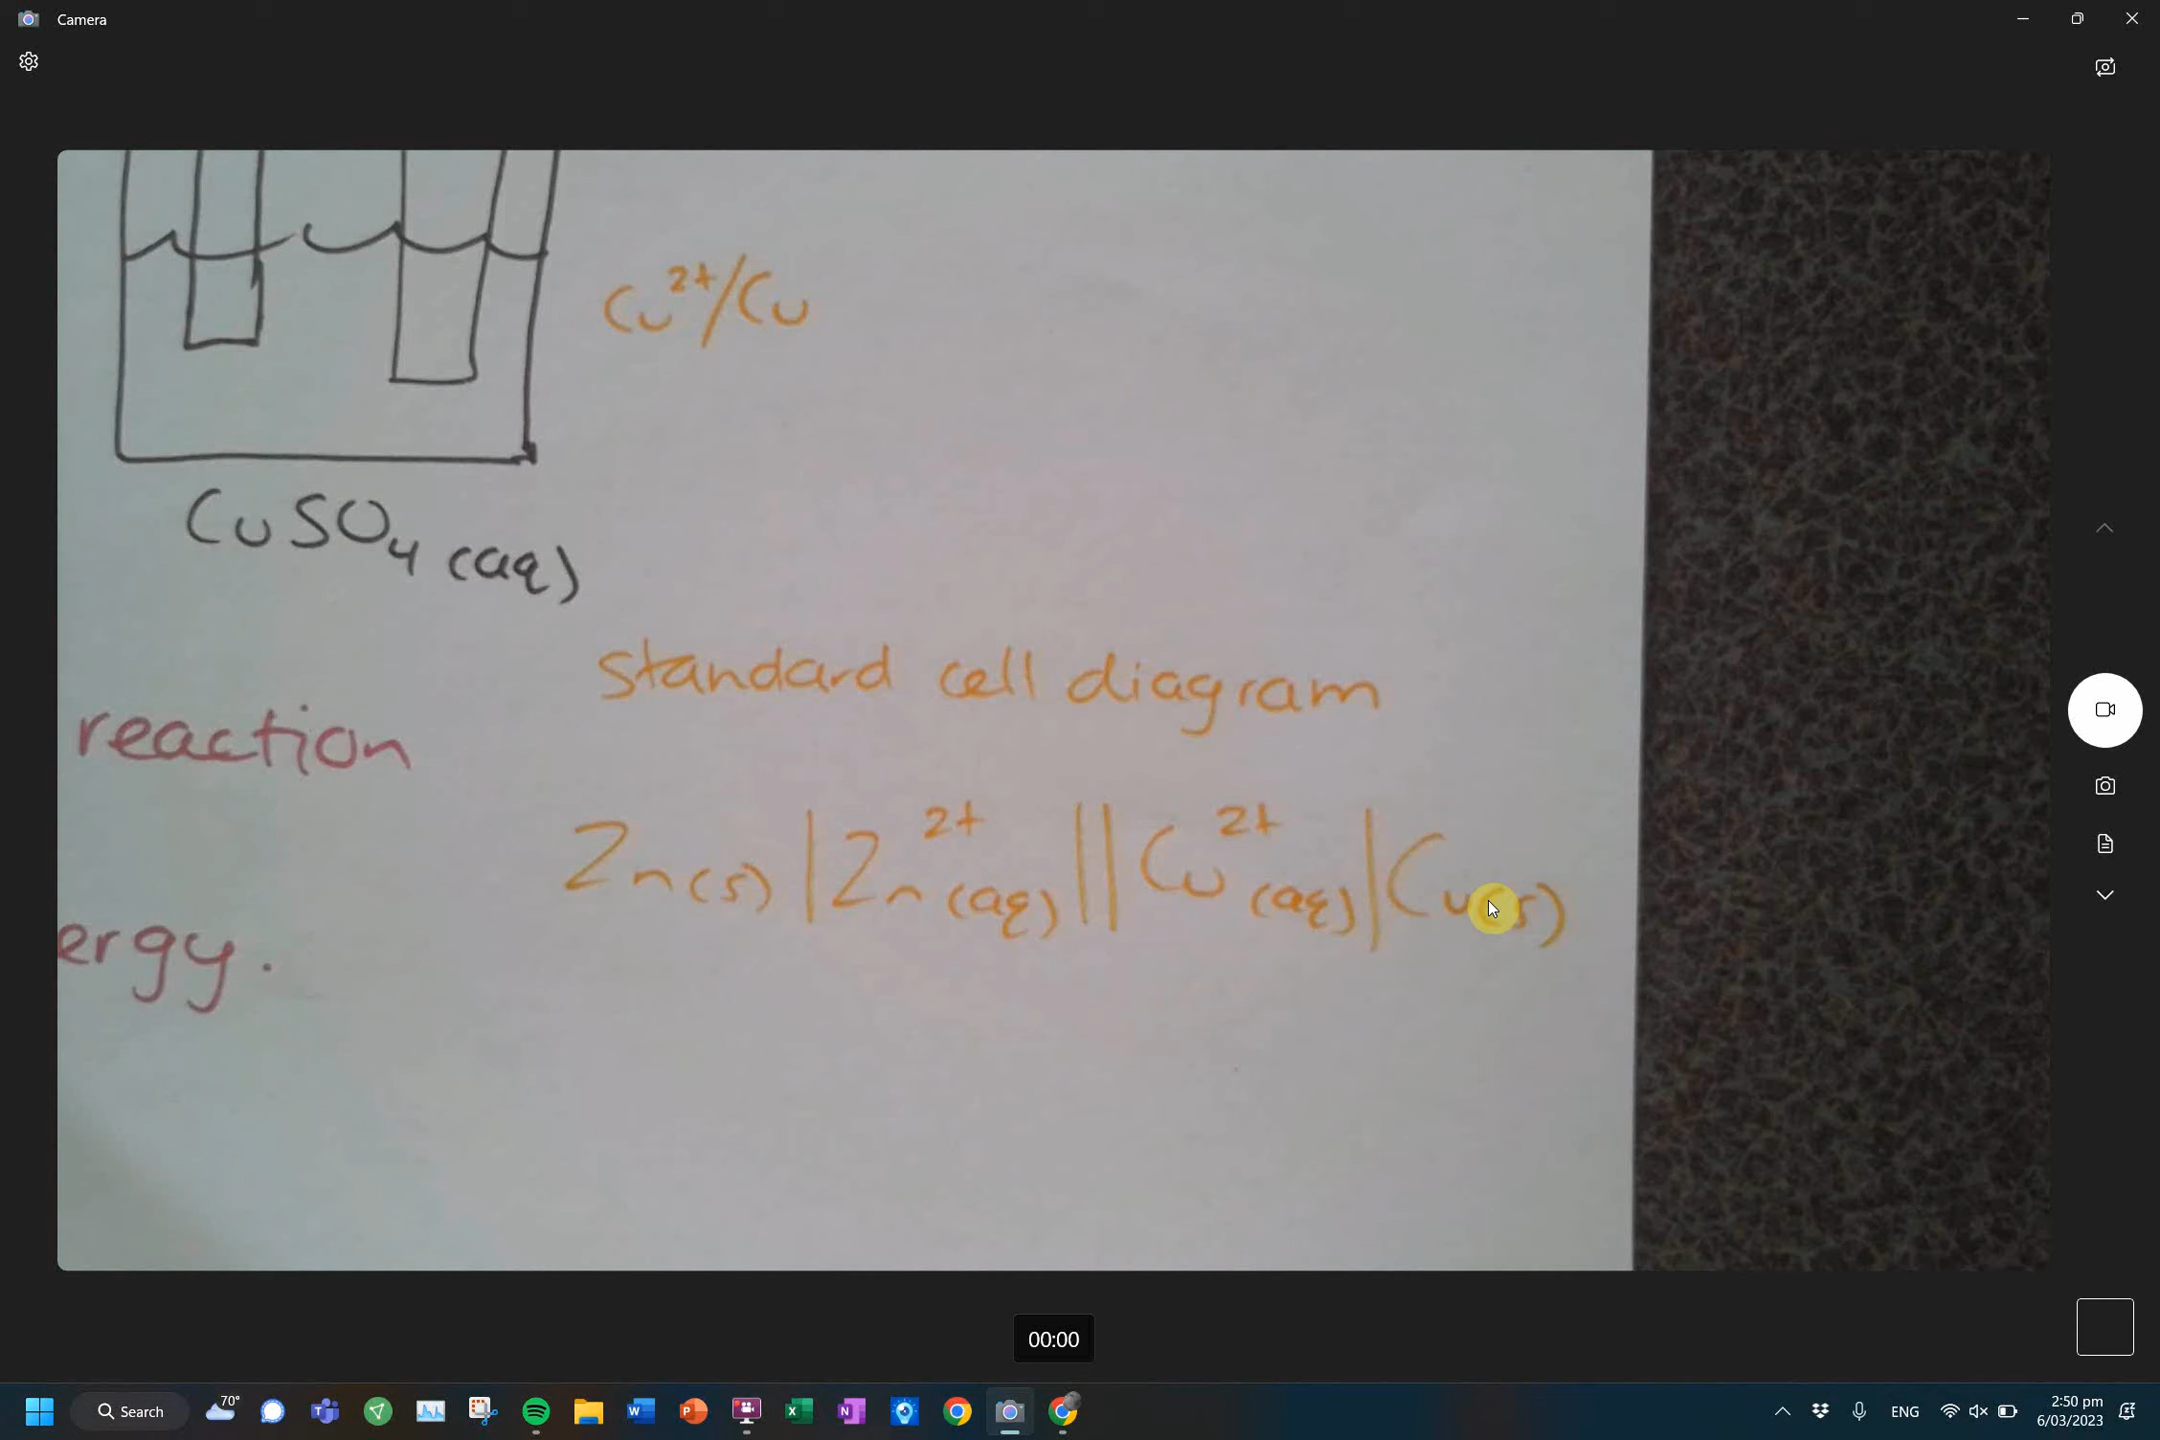 Camera
Cu²⁺/Cu
CuSO₄ (aq)
standard cell diagram
reaction
Zn(s) | Zn²⁺(aq) || Cu²⁺(aq) | Cu(s)
ergy.
00:00
70°
Search
ENG
2:50 pm
6/03/2023